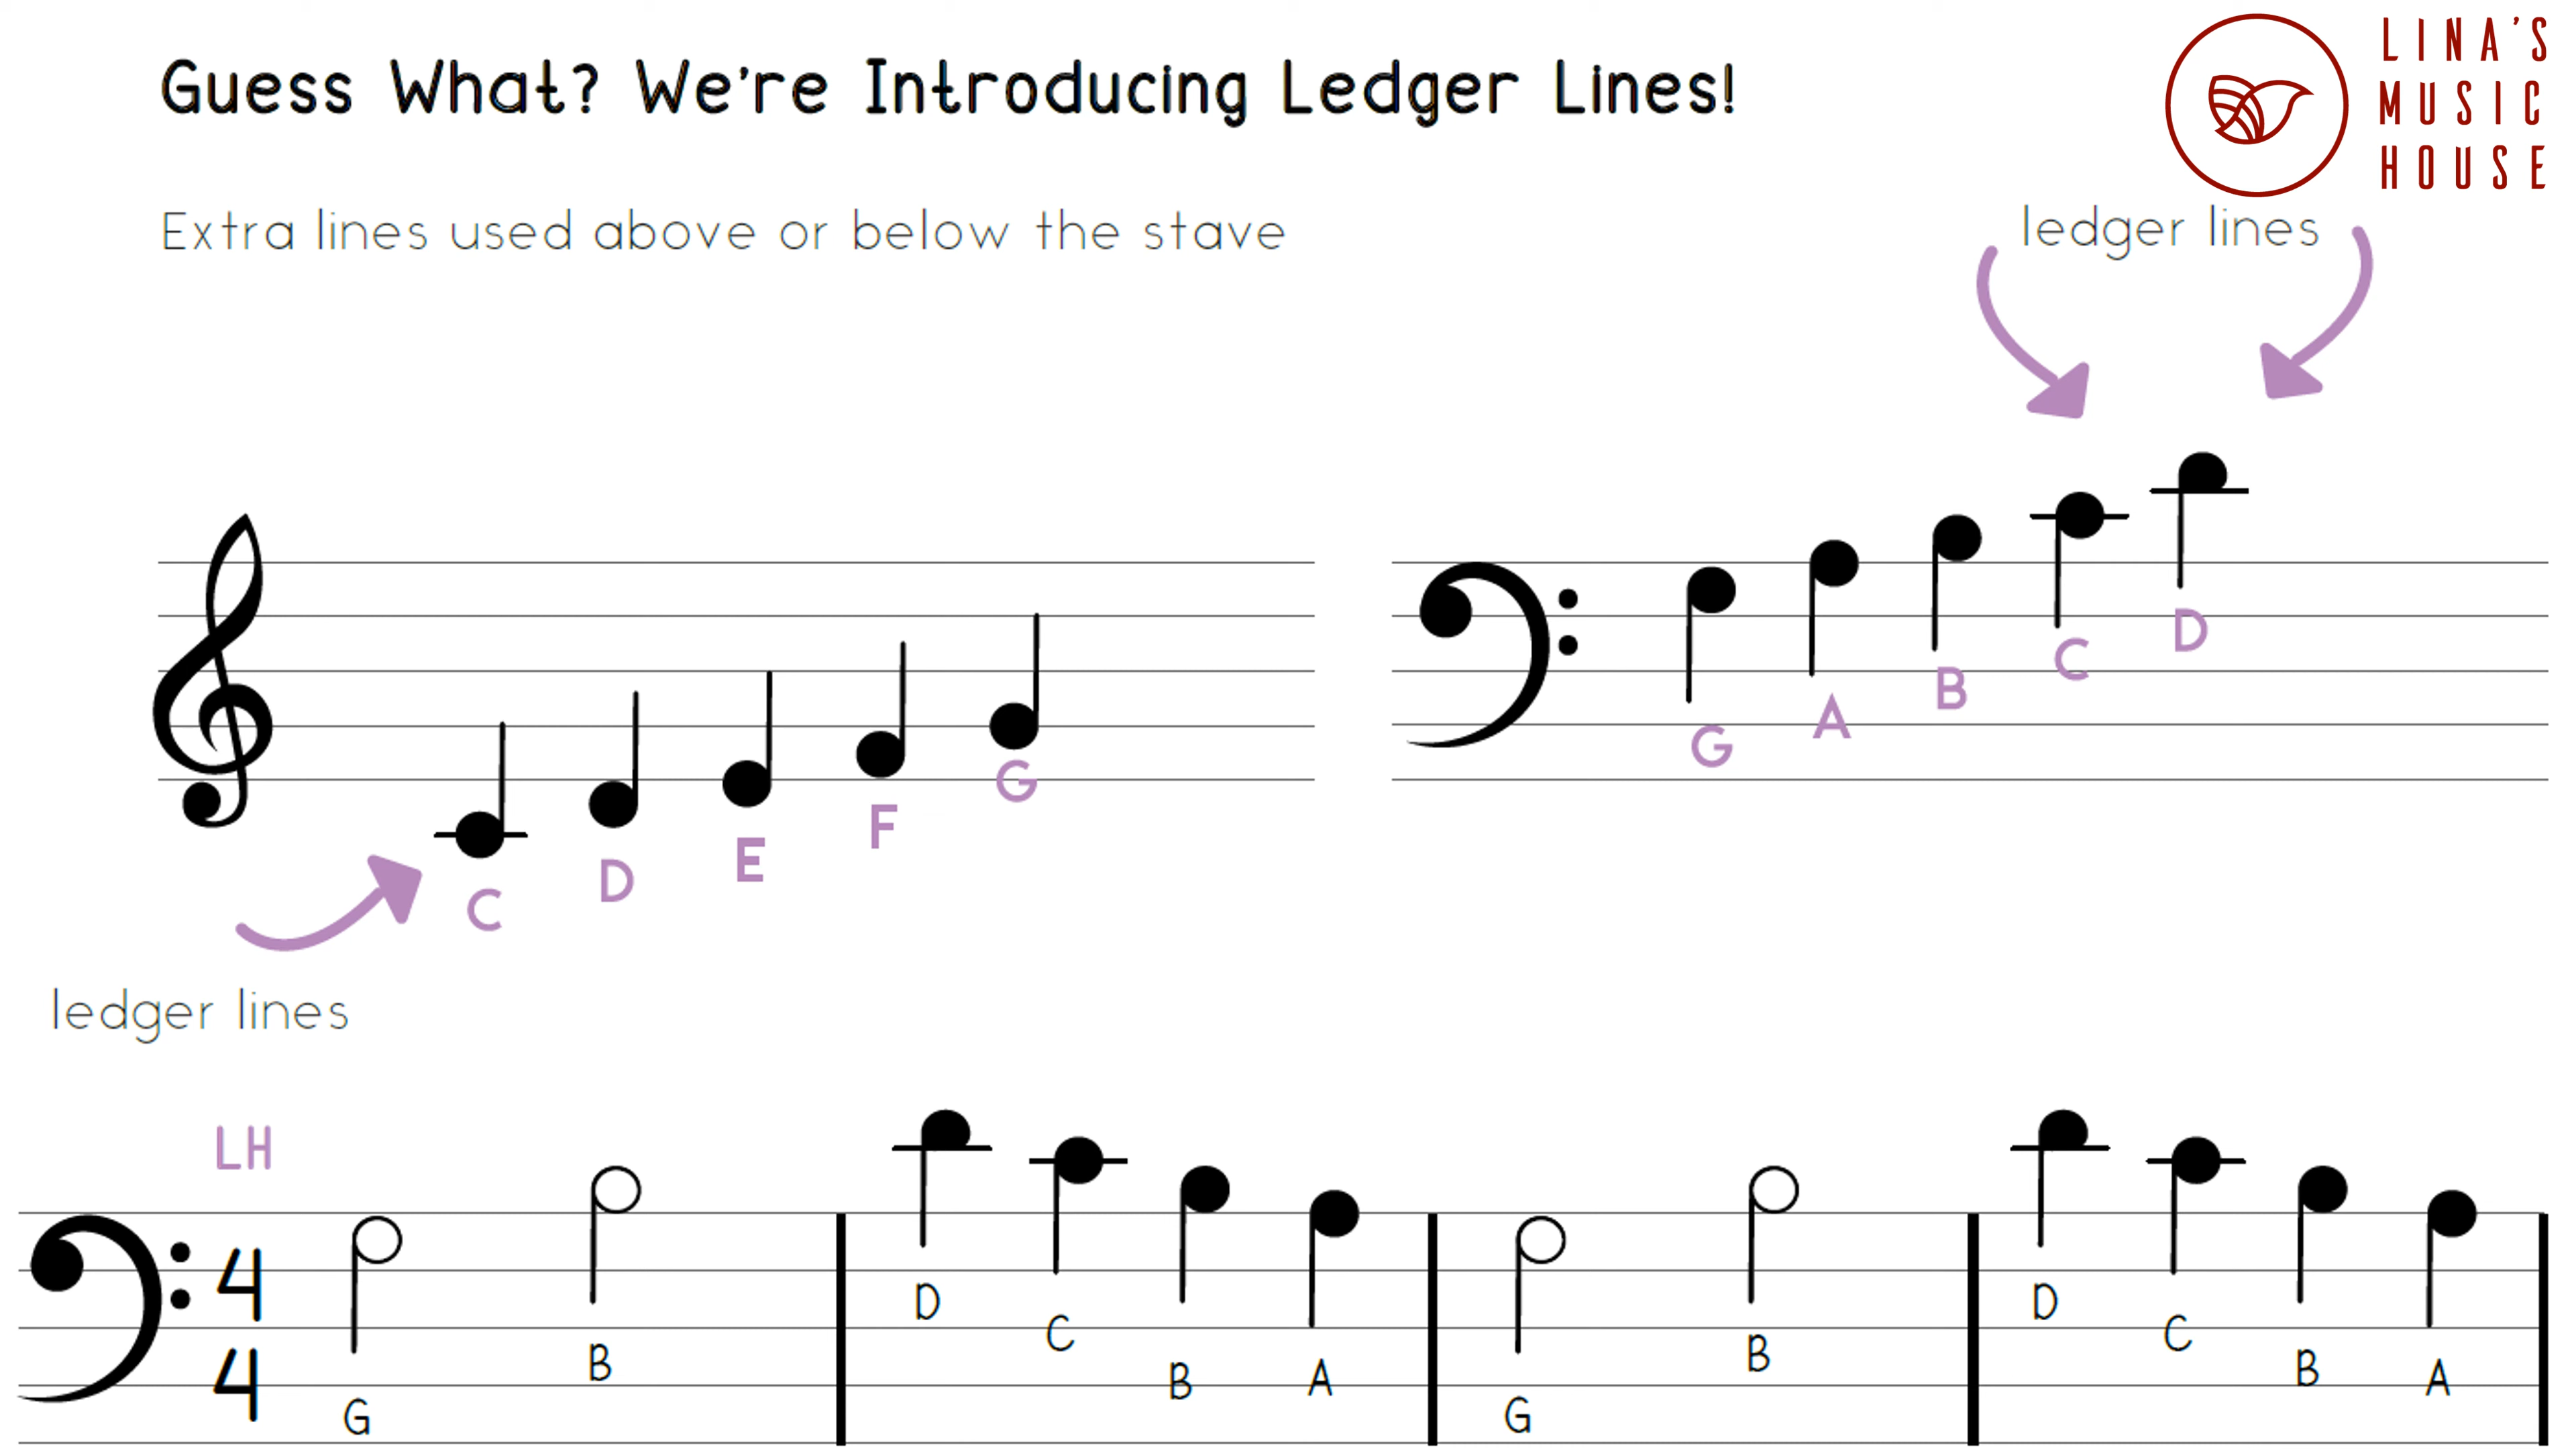 LINA'S
MUSIC
HOUSE
Guess What? We're Introducing Ledger Lines!
Extra lines used above or below the stave
ledger lines
C D E F G
G A B C D
ledger lines
LH
4
4
G B D C B A G B D C B A